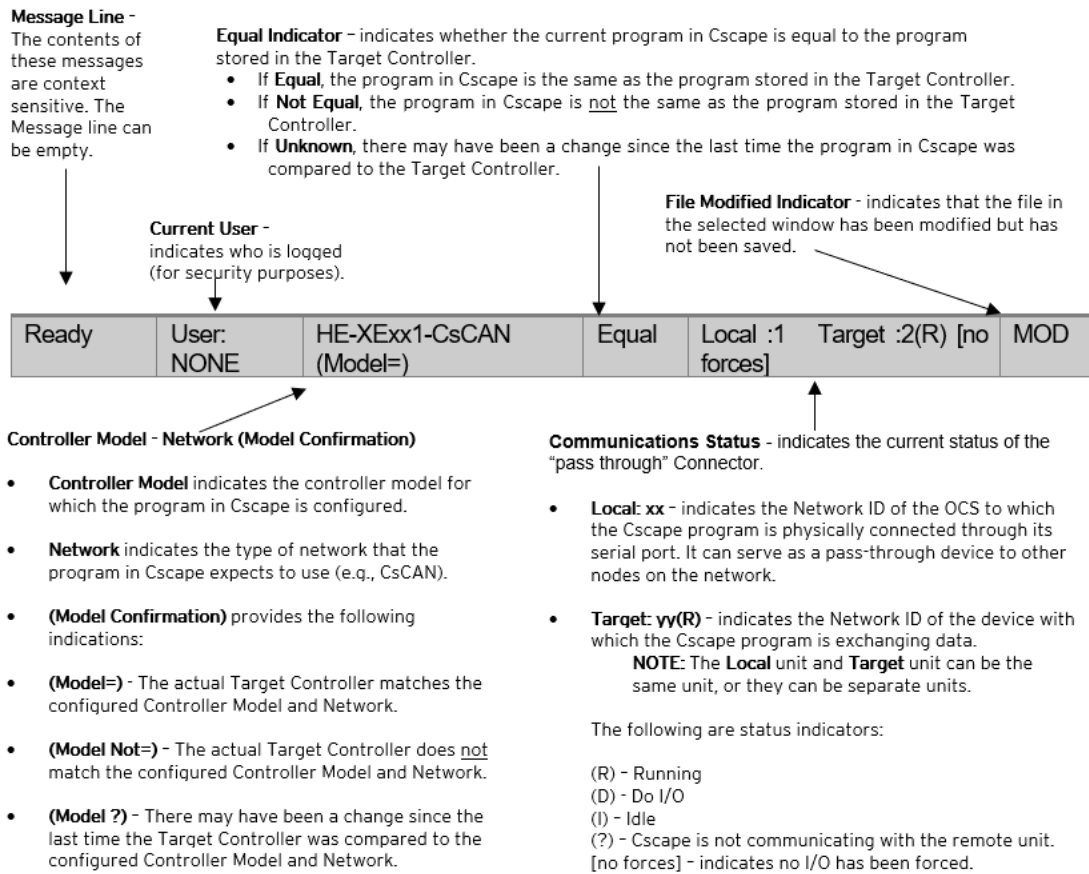 Message Line -
The contents of
these messages
are context
sensitive. The
Message line can
be empty.
Equal Indicator – indicates whether the current program in Cscape is equal to the program
stored in the Target Controller.
• If Equal, the program in Cscape is the same as the program stored in the Target Controller.
• If Not Equal, the program in Cscape is not the same as the program stored in the Target
Controller.
• If Unknown, there may have been a change since the last time the program in Cscape was
compared to the Target Controller.
File Modified Indicator - indicates that the file in
the selected window has been modified but has
not been saved.
Current User –
indicates who is logged
(for security purposes).
Ready
User:
NONE
HE-XExx1-CsCAN
(Model=)
Equal
Local :1 Target :2(R) [no
forces]
MOD
Controller Model - Network (Model Confirmation)
• Controller Model indicates the controller model for
which the program in Cscape is configured.
• Network indicates the type of network that the
program in Cscape expects to use (e.g., CsCAN).
• (Model Confirmation) provides the following
indications:
• (Model=) - The actual Target Controller matches the
configured Controller Model and Network.
• (Model Not=) – The actual Target Controller does not
match the configured Controller Model and Network.
• (Model ?) – There may have been a change since the
last time the Target Controller was compared to the
configured Controller Model and Network.
Communications Status - indicates the current status of the
“pass through” Connector.
• Local: xx – indicates the Network ID of the OCS to which
the Cscape program is physically connected through its
serial port. It can serve as a pass-through device to other
nodes on the network.
• Target: yy(R) – indicates the Network ID of the device with
which the Cscape program is exchanging data.
NOTE: The Local unit and Target unit can be the
same unit, or they can be separate units.
The following are status indicators:
(R) – Running
(D) - Do I/O
(I) – Idle
(?) – Cscape is not communicating with the remote unit.
[no forces] – indicates no I/O has been forced.